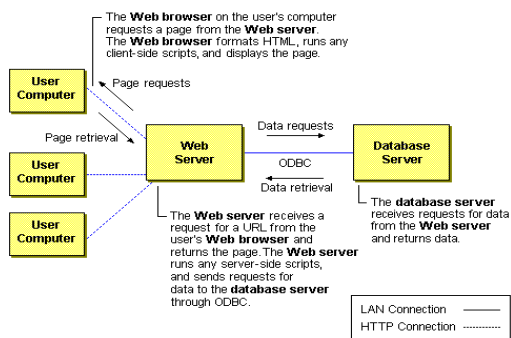 The Web browser on the user's computer
requests a page from the Web server.
The Web browser formats HTML, runs any
client-side scripts, and displays the page.
User
Computer
Page requests
Page retrieval
Web
Server
Data requests
ODBC
Data retrieval
Database
Server
User
Computer
User
Computer
The Web server receives a
request for a URL from the
user's Web browser and
returns the page. The Web server
runs any server-side scripts,
and sends requests for
data to the database server
through ODBC.
The database server
receives requests for data
from the Web server
and returns data.
LAN Connection
HTTP Connection